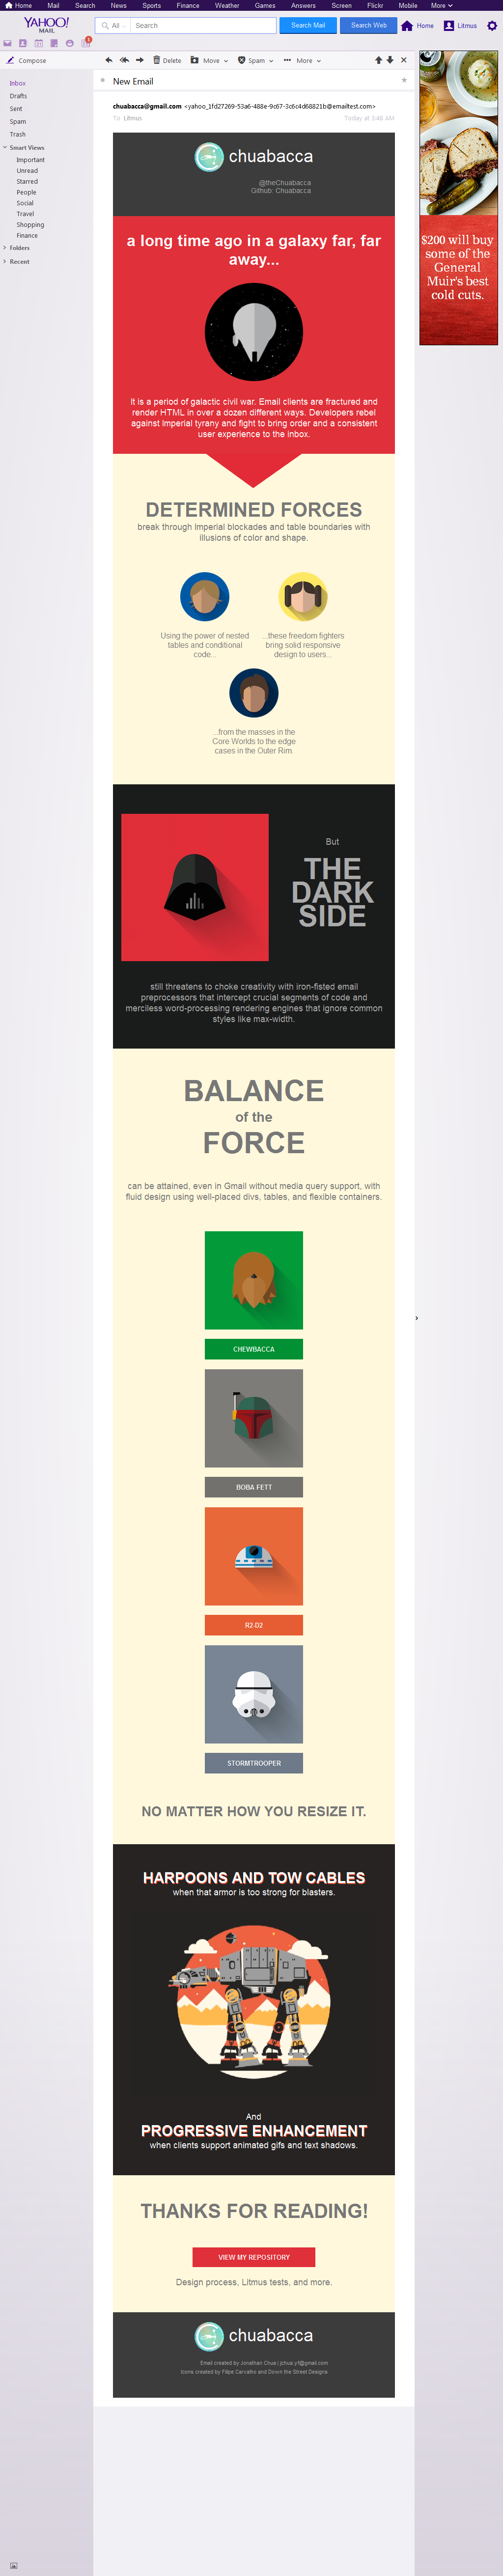 Home Mail Search News Sports Finance Weather Games Answers Screen Flickr Mobile More
YAHOO!
MAIL
All
Search
Search Mail
Search Web
Home
Litmus
1
Compose
Delete Move Spam More
Inbox
Drafts
Sent
Spam
Trash
Smart Views
Important
Unread
Starred
People
Social
Travel
Shopping
Finance
Folders
Recent
New Email
chuabacca@gmail.com <yahoo_1fd27269-53a6-488e-9c67-3c6c4d68821b@emailtest.com>
To Litmus
Today at 3:48 AM
chuabacca
@theChuabacca
Github: Chuabacca
a long time ago in a galaxy far, far
away...
It is a period of galactic civil war. Email clients are fractured and
render HTML in over a dozen different ways. Developers rebel
against Imperial tyrany and fight to bring order and a consistent
user experience to the inbox.
DETERMINED FORCES
break through Imperial blockades and table boundaries with
illusions of color and shape.
Using the power of nested
tables and conditional
code...
...these freedom fighters
bring solid responsive
design to users...
...from the masses in the
Core Worlds to the edge
cases in the Outer Rim.
But
THE
DARK
SIDE
still threatens to choke creativity with iron-fisted email
preprocessors that intercept crucial segments of code and
merciless word-processing rendering engines that ignore common
styles like max-width.
BALANCE
of the
FORCE
can be attained, even in Gmail without media query support, with
fluid design using well-placed divs, tables, and flexible containers.
CHEWBACCA
BOBA FETT
R2-D2
STORMTROOPER
NO MATTER HOW YOU RESIZE IT.
HARPOONS AND TOW CABLES
when that armor is too strong for blasters.
And
PROGRESSIVE ENHANCEMENT
when clients support animated gifs and text shadows.
THANKS FOR READING!
VIEW MY REPOSITORY
Design process, Litmus tests, and more.
chuabacca
Email created by Jonathan Chua | jchua.yf@gmail.com
Icons created by Filipe Carvalho and Down the Street Designs.
$200 will buy
some of the
General
Muir's best
cold cuts.